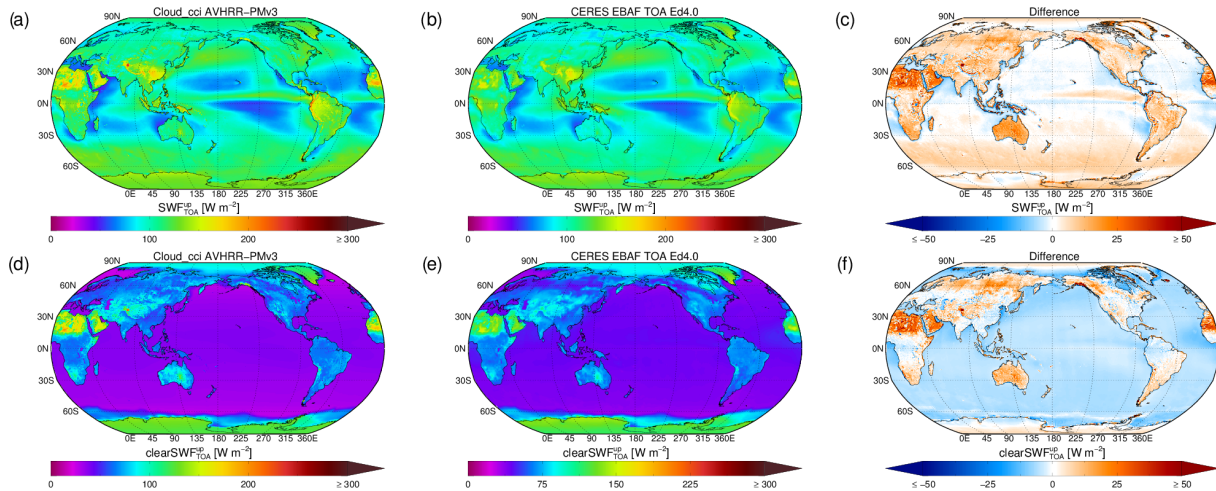 (a) Cloud_cci AVHRR−PMv3
90N
60N
30N
0N
30S
60S
0E 45 90 135 180 225 270 315 360E
SWF^up_TOA [W m−2]
0 100 200 ≥ 300
(b) CERES EBAF TOA Ed4.0
90N
60N
30N
0N
30S
60S
0E 45 90 135 180 225 270 315 360E
SWF^up_TOA [W m−2]
0 100 200 ≥ 300
(c) Difference
90N
60N
30N
0N
30S
60S
0E 45 90 135 180 225 270 315 360E
SWF^up_TOA [W m−2]
≤ −50 −25 0 25 ≥ 50
(d) Cloud_cci AVHRR−PMv3
90N
60N
30N
0N
30S
60S
0E 45 90 135 180 225 270 315 360E
clearSWF^up_TOA [W m−2]
0 100 200 ≥ 300
(e) CERES EBAF TOA Ed4.0
90N
60N
30N
0N
30S
60S
0E 45 90 135 180 225 270 315 360E
clearSWF^up_TOA [W m−2]
0 75 150 225 ≥ 300
(f) Difference
90N
60N
30N
0N
30S
60S
0E 45 90 135 180 225 270 315 360E
clearSWF^up_TOA [W m−2]
≤ −50 −25 0 25 ≥ 50